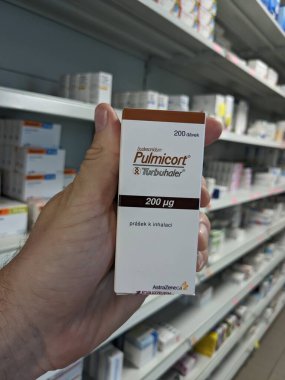 200 dávek
budesonidum
Pulmicort®
Turbuhaler®
200 µg
prášek k inhalaci
AstraZeneca